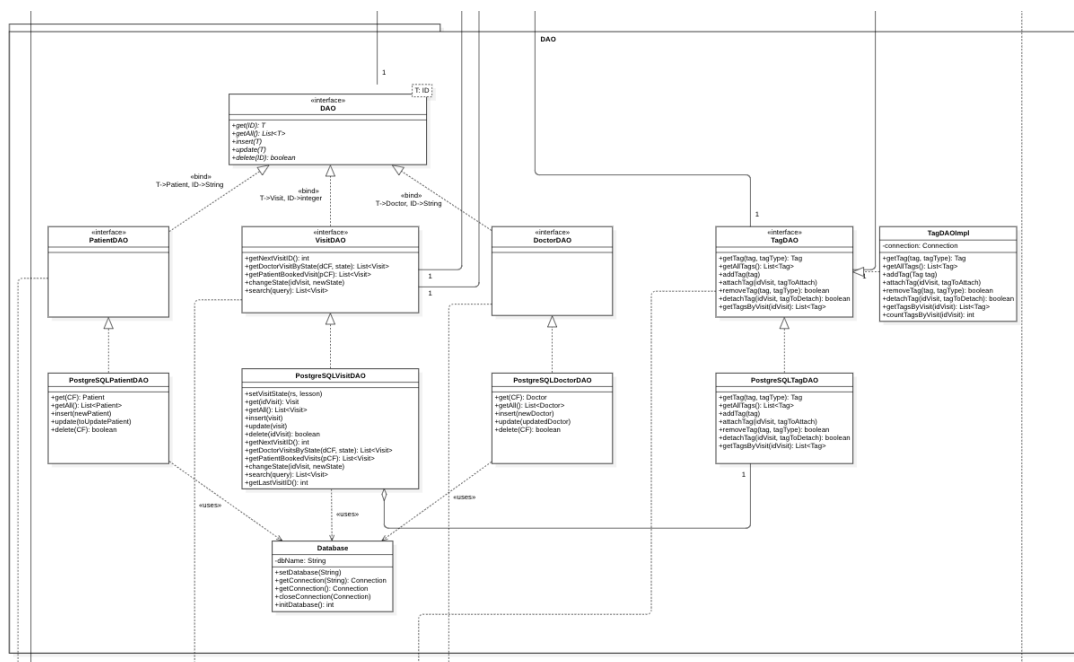 DAO
1
T: ID
«interface»
DAO
+get(ID): T
+getAll(): List<T>
+insert(T)
+update(T)
+delete(ID): boolean
«bind»
T->Patient, ID->String
«bind»
T->Visit, ID->integer
«bind»
T->Doctor, ID->String
1
«interface»
PatientDAO
«interface»
VisitDAO
+getNextVisitID(): int
+getDoctorVisitByState(dCF, state): List<Visit>
+getPatientBookedVisit(pCF): List<Visit>
+changeState(idVisit, newState)
+search(query): List<Visit>
1
1
«interface»
DoctorDAO
«interface»
TagDAO
+getTag(tag, tagType): Tag
+getAllTags(): List<Tag>
+addTag(tag)
+attachTag(idVisit, tagToAttach)
+removeTag(tag, tagType): boolean
+detachTag(idVisit, tagToDetach): boolean
+getTagsByVisit(idVisit): List<Tag>
1
TagDAOImpl
-connection: Connection
+getTag(tag, tagType): Tag
+getAllTags(): List<Tag>
+addTag(Tag tag)
+attachTag(idVisit, tagToAttach)
+removeTag(tag, tagType): boolean
+detachTag(idVisit, tagToDetach): boolean
+getTagsByVisit(idVisit): List<Tag>
+countTagsByVisit(idVisit): int
PostgreSQLPatientDAO
+get(CF): Patient
+getAll(): List<Patient>
+insert(newPatient)
+update(toUpdatePatient)
+delete(CF): boolean
PostgreSQLVisitDAO
+setVisitState(rs, lesson)
+get(idVisit): Visit
+getAll(): List<Visit>
+insert(visit)
+update(visit)
+delete(idVisit): boolean
+getNextVisitID(): int
+getDoctorVisitsByState(dCF, state): List<Visit>
+getPatientBookedVisits(pCF): List<Visit>
+changeState(idVisit, newState)
+search(query): List<Visit>
+getLastVisitID(): int
PostgreSQLDoctorDAO
+get(CF): Doctor
+getAll(): List<Doctor>
+insert(newDoctor)
+update(updatedDoctor)
+delete(CF): boolean
PostgreSQLTagDAO
+getTag(tag, tagType): Tag
+getAllTags(): List<Tag>
+addTag(tag)
+attachTag(idVisit, tagToAttach)
+removeTag(tag, tagType): boolean
+detachTag(idVisit, tagToDetach): boolean
+getTagsByVisit(idVisit): List<Tag>
1
«uses»
«uses»
«uses»
Database
-dbName: String
+setDatabase(String)
+getConnection(String): Connection
+getConnection(): Connection
+closeConnection(Connection)
+initDatabase(): int